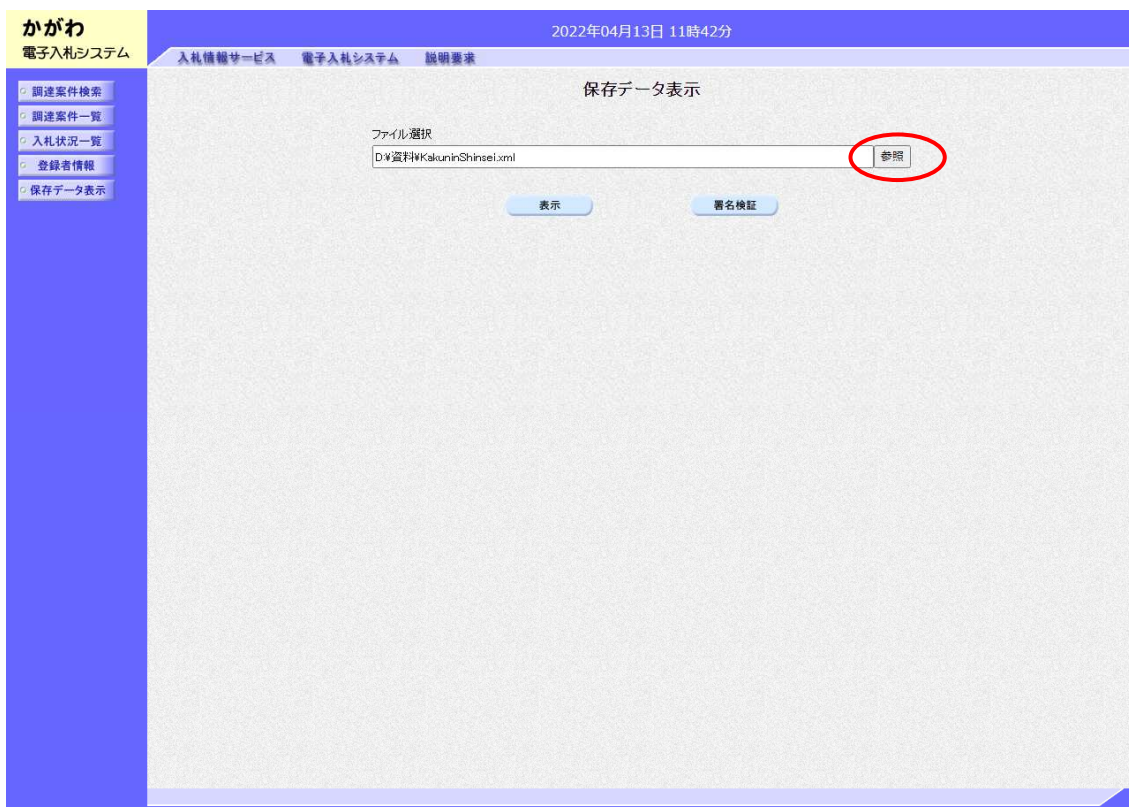 かがわ
電子入札システム
2022年04月13日 11時42分
入札情報サービス 電子入札システム 説明要求
調達案件検索
調達案件一覧
入札状況一覧
登録者情報
保存データ表示
保存データ表示
ファイル選択
D:¥資料¥KakuninShinsei.xml 参照
表示 署名検証